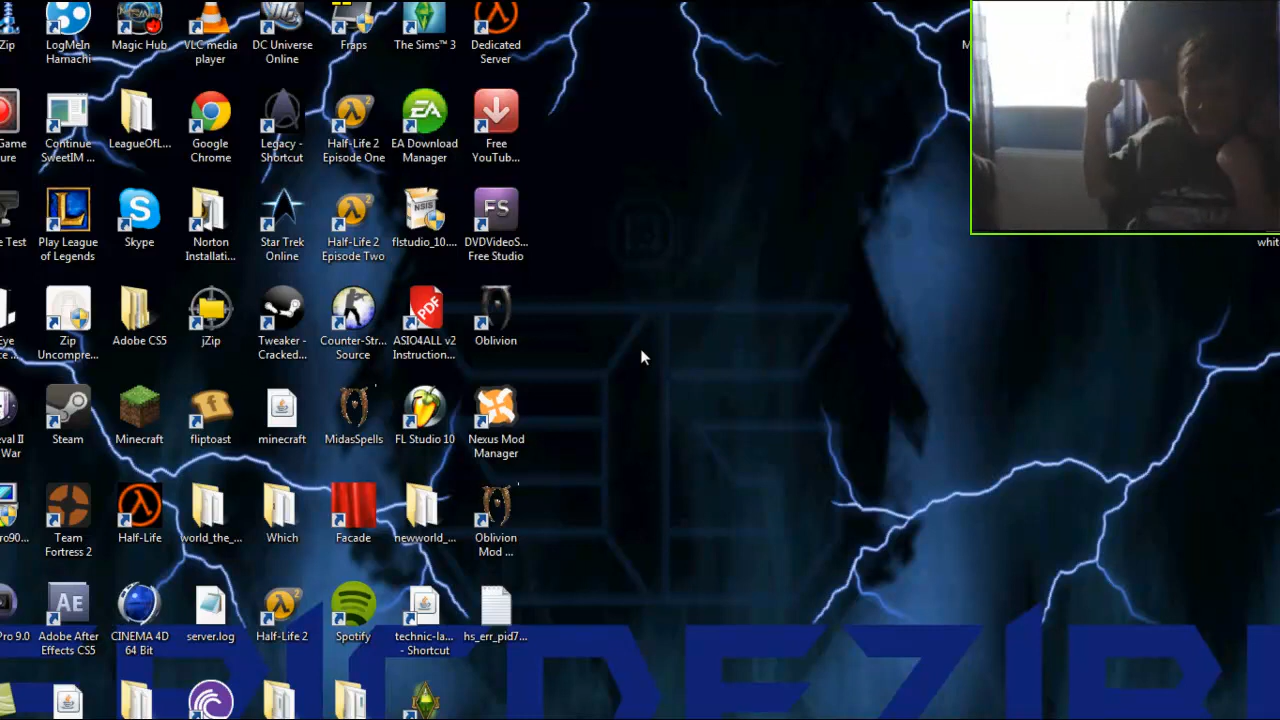 Zip
LogMeIn
Hamachi
Magic Hub
VLC media
player
DC Universe
Online
Fraps
The Sims™ 3
Dedicated
Server
M
Game
ure
Continue
SweetIM ...
LeagueOfL...
Google
Chrome
Legacy -
Shortcut
Half-Life 2
Episode One
EA Download
Manager
Free
YouTub...
e Test
Play League
of Legends
Skype
Norton
Installati...
Star Trek
Online
Half-Life 2
Episode Two
flstudio_10....
DVDVideoS...
Free Studio
whit
Eye
ce ...
Zip
Uncompre...
Adobe CS5
jZip
Tweaker -
Cracked...
Counter-Str...
Source
ASIO4ALL v2
Instruction...
Oblivion
eval II
War
Steam
Minecraft
fliptoast
minecraft
MidasSpells
FL Studio 10
Nexus Mod
Manager
ro90...
Team
Fortress 2
Half-Life
world_the_...
Which
Facade
newworld_...
Oblivion
Mod ...
Pro 9.0
Adobe After
Effects CS5
CINEMA 4D
64 Bit
server.log
Half-Life 2
Spotify
technic-la...
- Shortcut
hs_err_pid7...